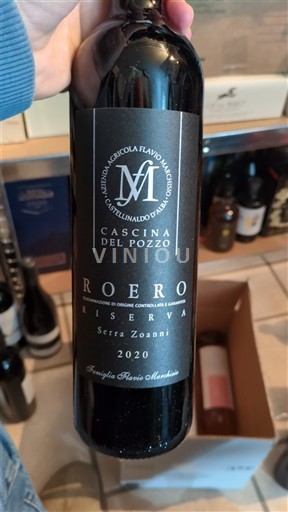 AZIENDA AGRICOLA FLAVIO MARCHISIO
CASTELLINALDO D'ALBA
fM
CASCINA
DEL POZZO
VINIOU
ROERO
DENOMINAZIONE DI ORIGINE CONTROLLATA E GARANTITA
RISERVA
Serra Zoanni
2020
Famiglia Flavio Marchisio